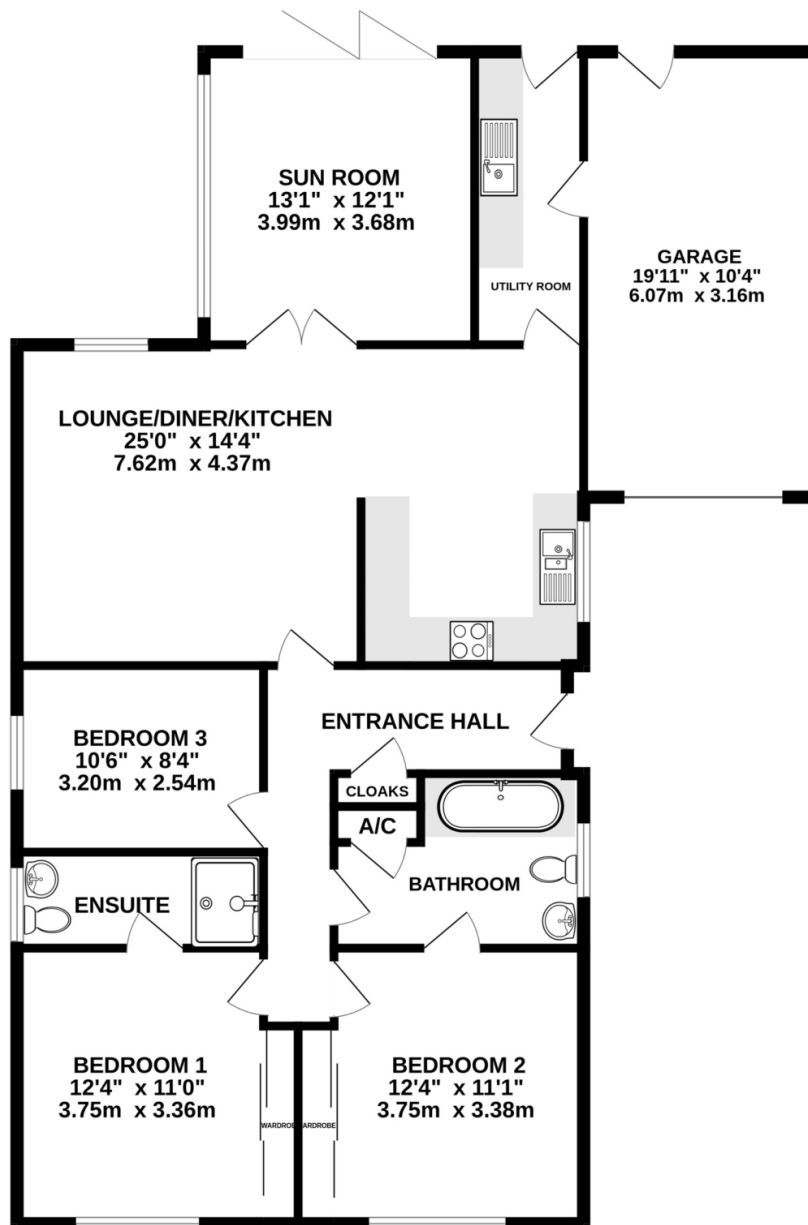 SUN ROOM
13'1" x 12'1"
3.99m x 3.68m
UTILITY ROOM
GARAGE
19'11" x 10'4"
6.07m x 3.16m
LOUNGE/DINER/KITCHEN
25'0" x 14'4"
7.62m x 4.37m
ENTRANCE HALL
BEDROOM 3
10'6" x 8'4"
3.20m x 2.54m
CLOAKS
A/C
BATHROOM
ENSUITE
BEDROOM 1
12'4" x 11'0"
3.75m x 3.36m
WARDROBE
BEDROOM 2
12'4" x 11'1"
3.75m x 3.38m
ARDROBE